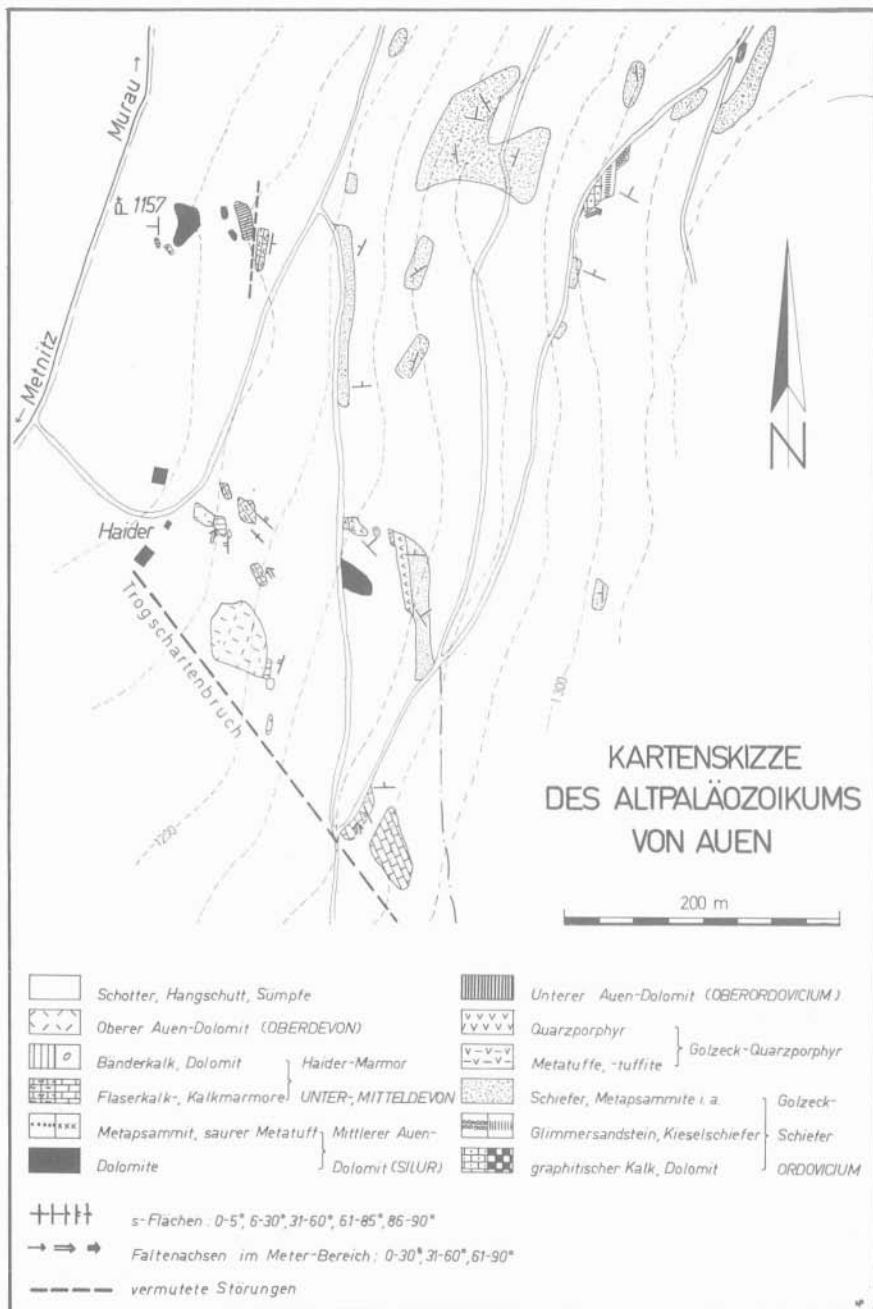 Murau →
Pt 1157
← Metnitz
Haider
Trogschartenbruch
N
1300
1200
KARTENSKIZZE
DES ALTPALÄOZOIKUMS
VON AUEN
200 m
Schotter, Hangschutt, Sümpfe
Oberer Auen-Dolomit (OBERDEVON)
Bänderkalk, Dolomit
Flaserkalk-, Kalkmarmore
Haider-Marmor
UNTER-, MITTELDEVON
Metapsammit, saurer Metatuff
Dolomite
Mittlerer Auen-
Dolomit (SILUR)
Unterer Auen-Dolomit (OBERORDOVICIUM)
Quarzporphyr
Metatuffe, -tuffite
Golzeck-Quarzporphyr
Schiefer, Metapsammite i. a.
Glimmersandstein, Kieselschiefer
graphitischer Kalk, Dolomit
Golzeck-
Schiefer
ORDOVICIUM
s-Flächen : 0-5°, 6-30°, 31-60°, 61-85°, 86-90°
Faltenachsen im Meter-Bereich : 0-30°, 31-60°, 61-90°
vermutete Störungen